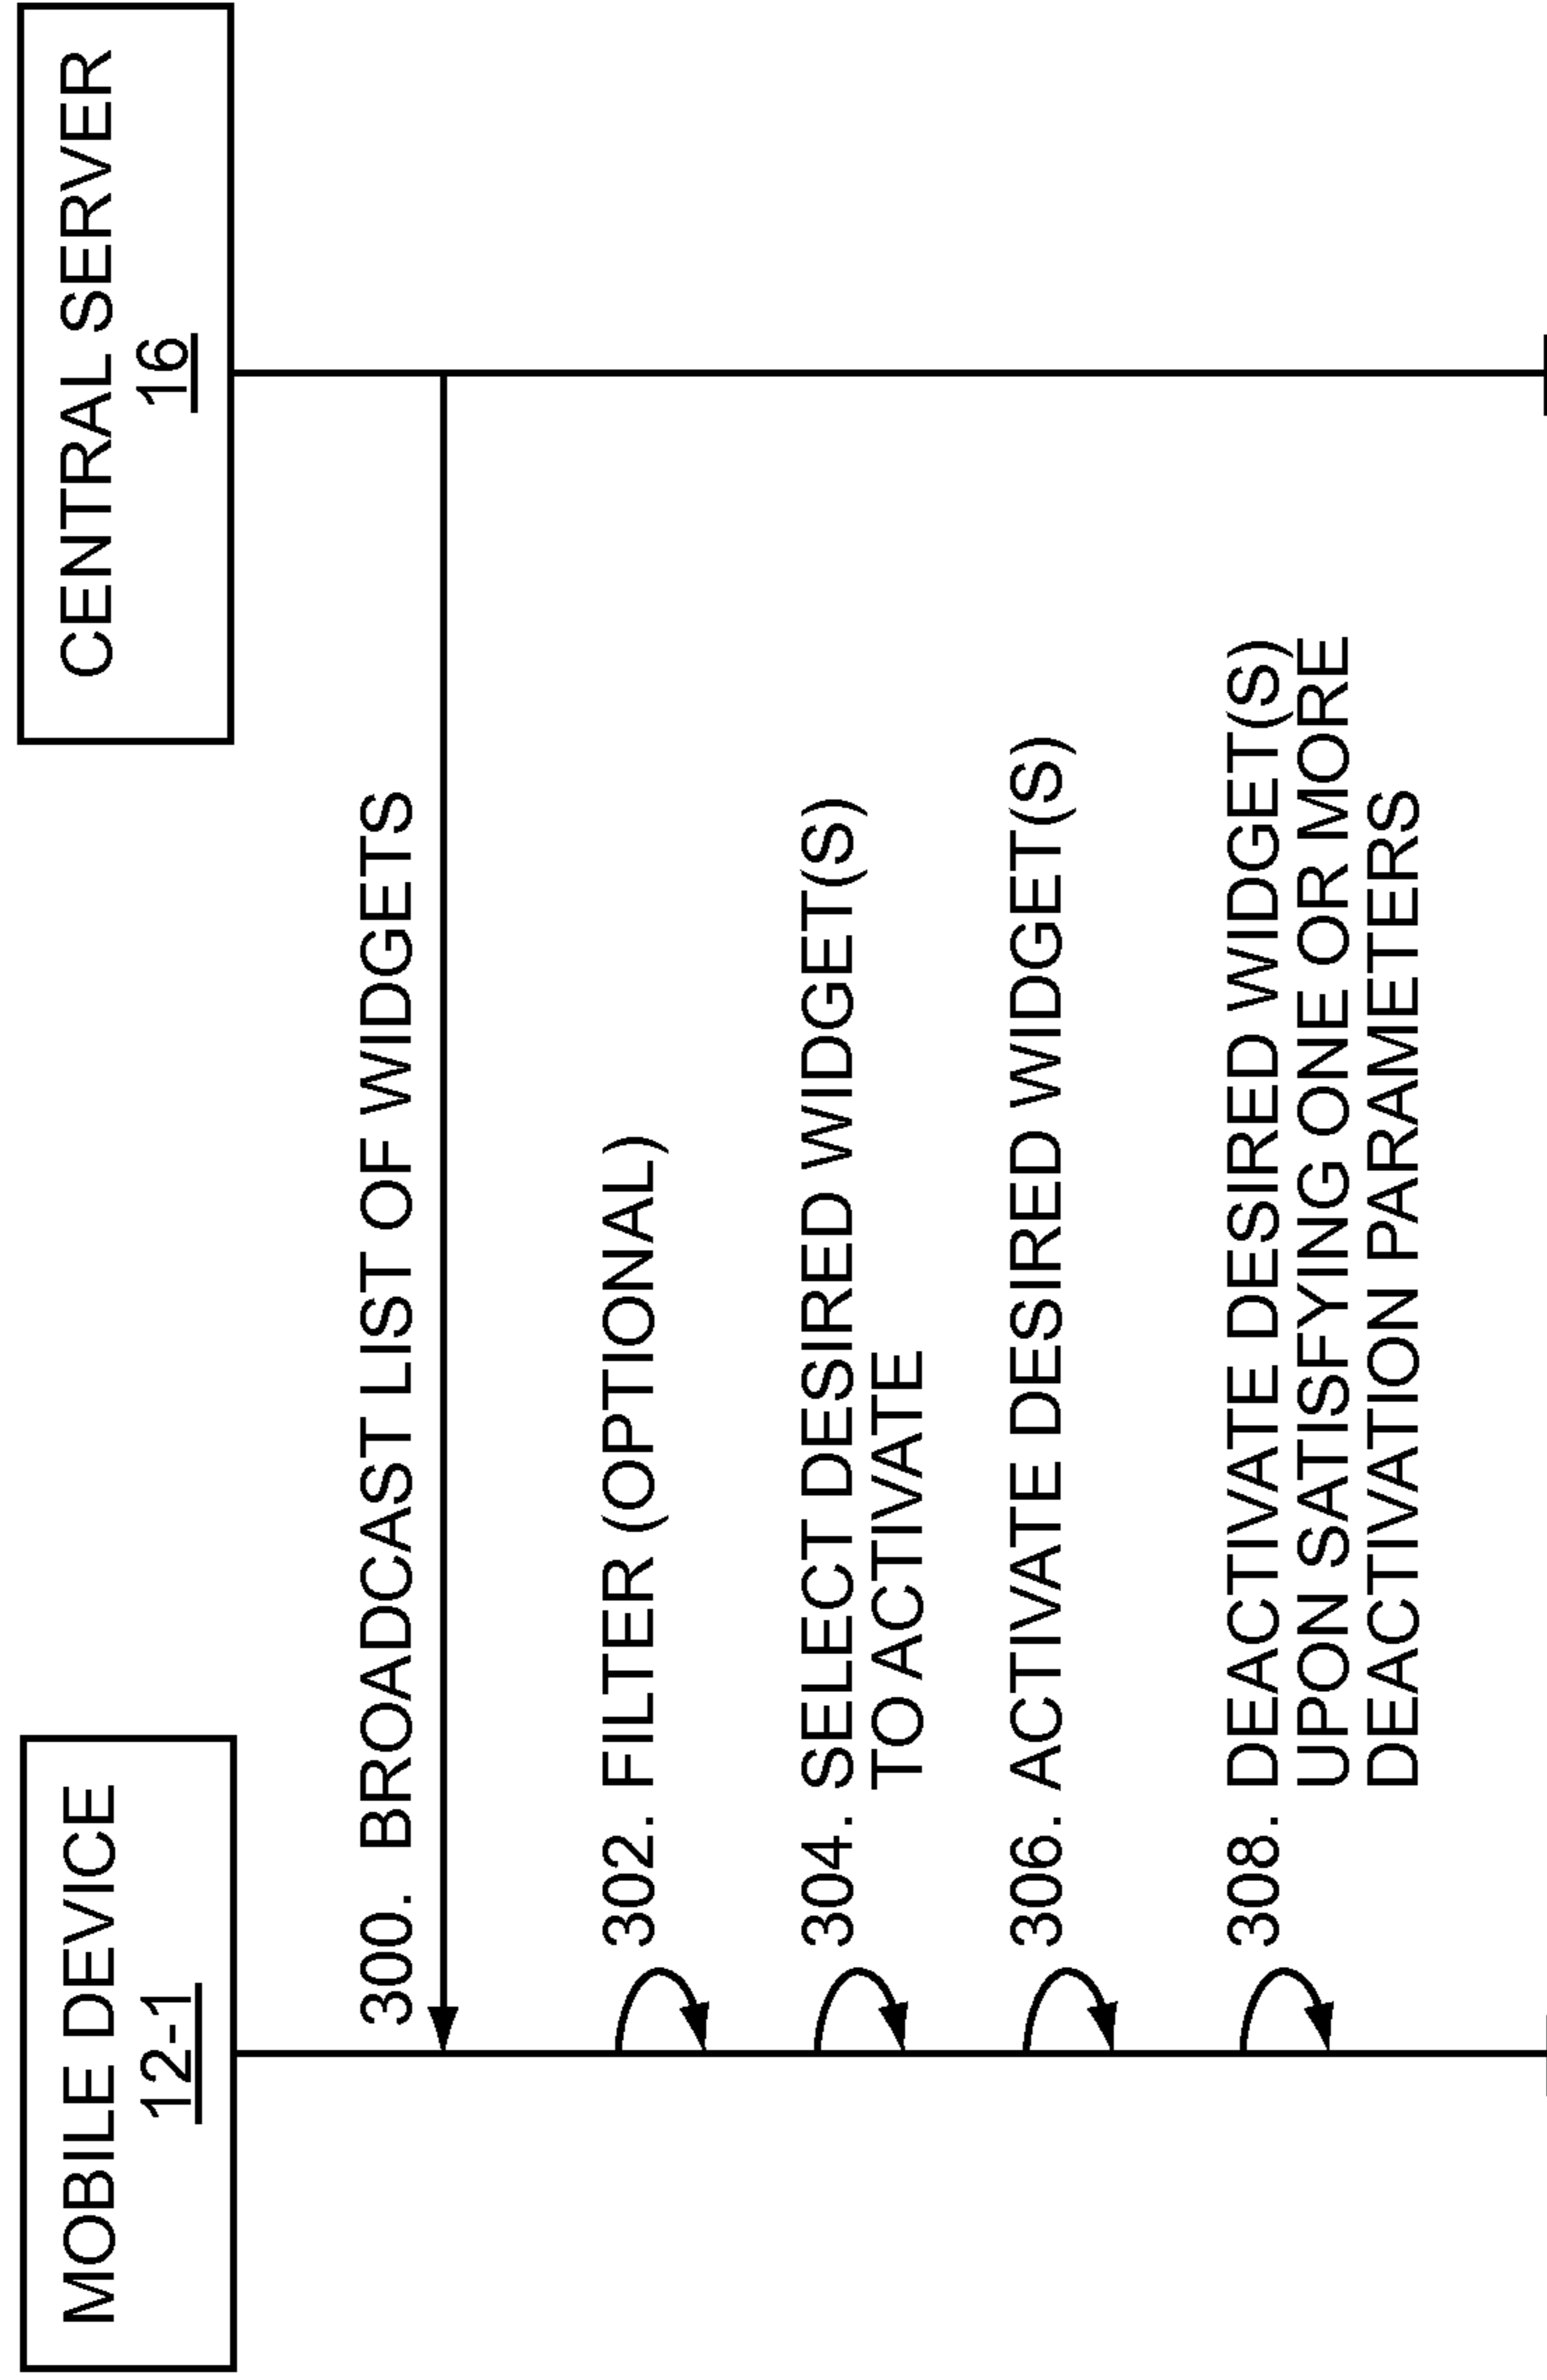 MOBILE DEVICE
12-1
CENTRAL SERVER
16
300. BROADCAST LIST OF WIDGETS
302. FILTER (OPTIONAL)
304. SELECT DESIRED WIDGET(S)
TO ACTIVATE
306. ACTIVATE DESIRED WIDGET(S)
308. DEACTIVATE DESIRED WIDGET(S)
UPON SATISFYING ONE OR MORE
DEACTIVATION PARAMETERS